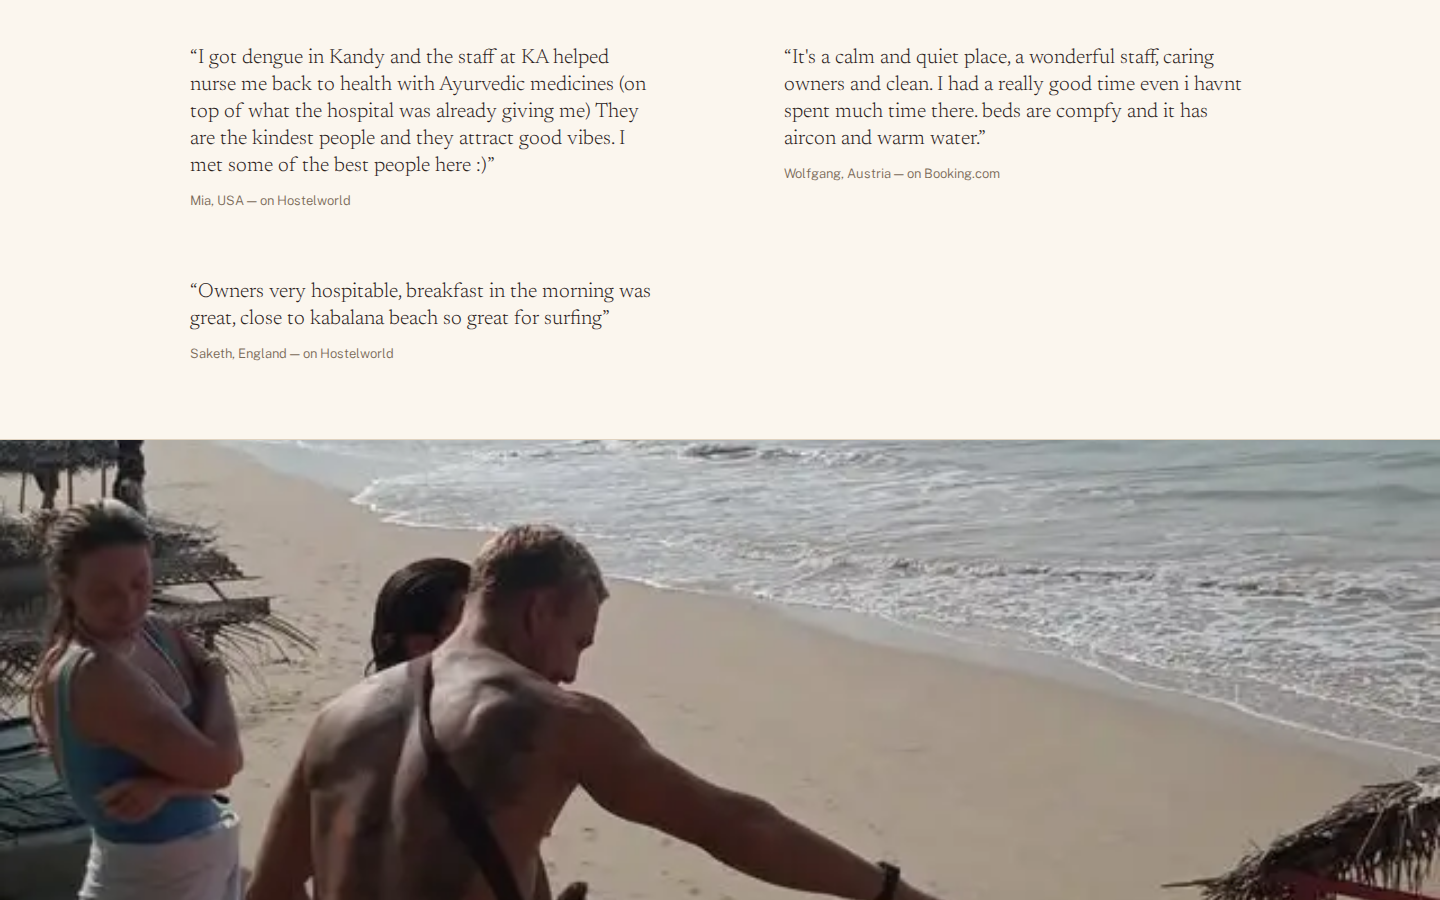 “I got dengue in Kandy and the staff at KA helped
nurse me back to health with Ayurvedic medicines (on
top of what the hospital was already giving me) They
are the kindest people and they attract good vibes. I
met some of the best people here :)”
Mia, USA — on Hostelworld
“It's a calm and quiet place, a wonderful staff, caring
owners and clean. I had a really good time even i havnt
spent much time there. beds are compfy and it has
aircon and warm water.”
Wolfgang, Austria — on Booking.com
“Owners very hospitable, breakfast in the morning was
great, close to kabalana beach so great for surfing”
Saketh, England — on Hostelworld